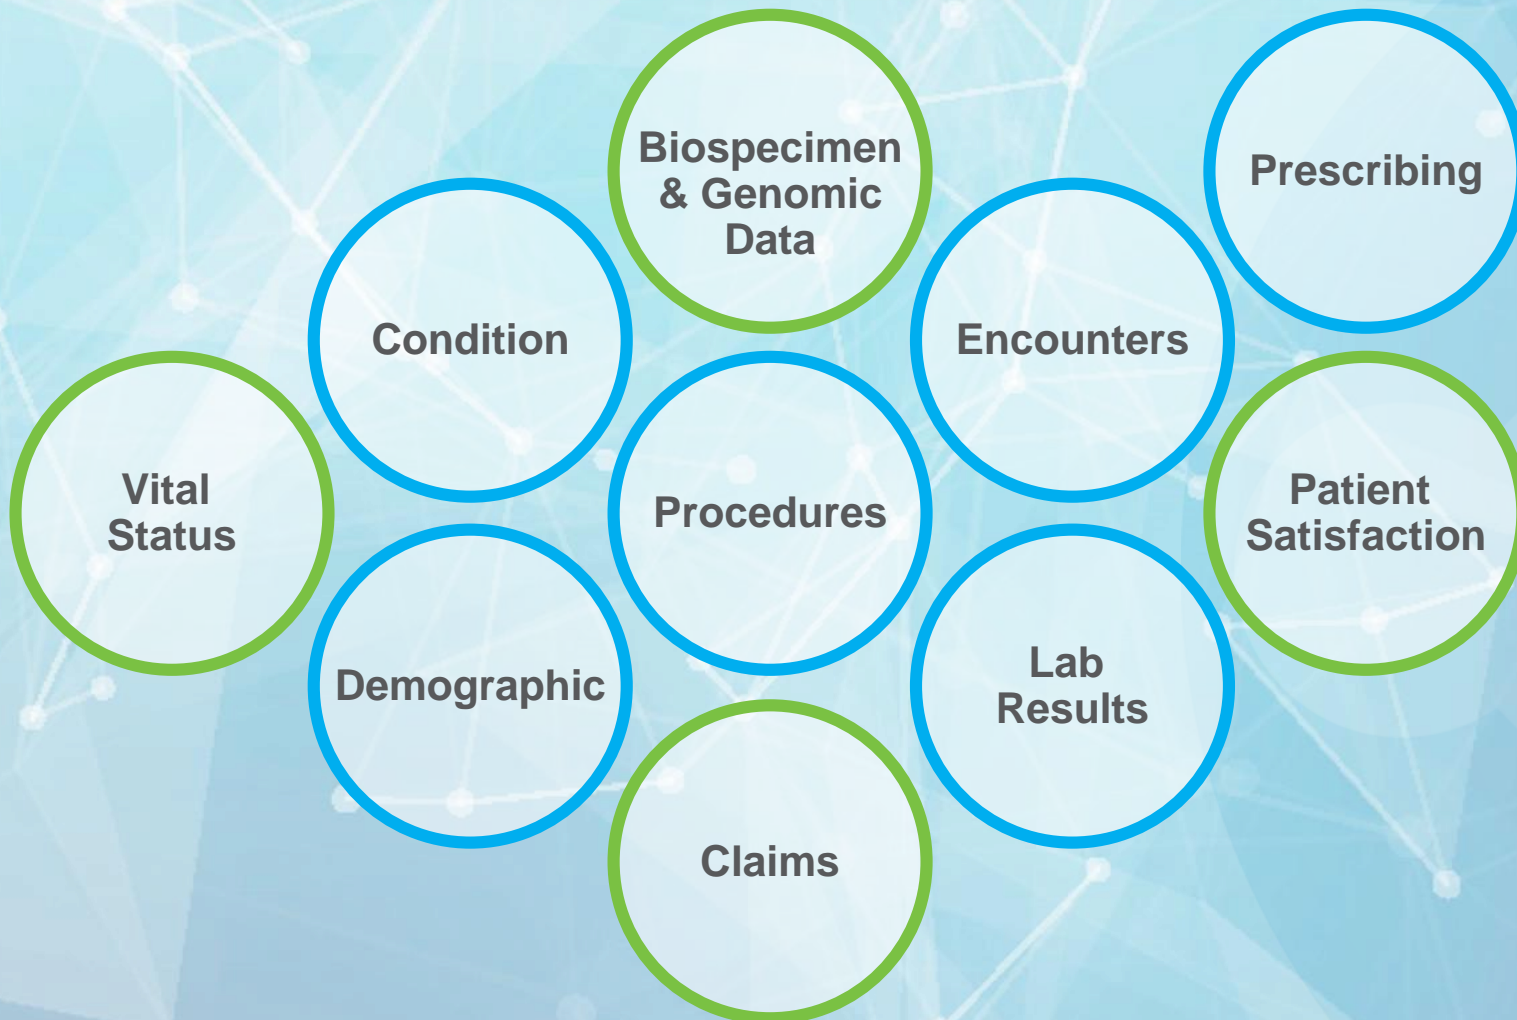 Biospecimen
& Genomic
Data
Prescribing
Condition
Encounters
Vital
Status
Procedures
Patient
Satisfaction
Demographic
Lab
Results
Claims